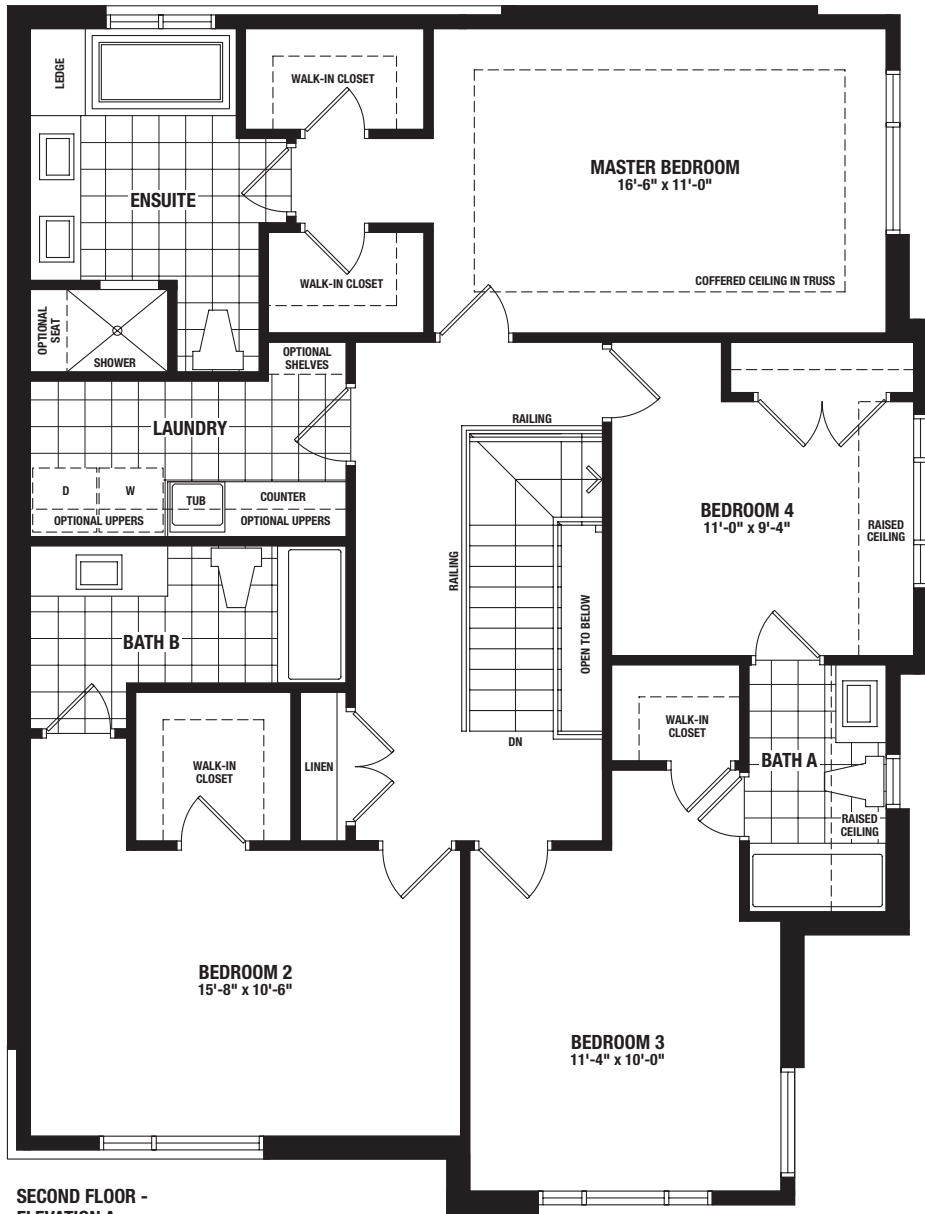 LEDGE
WALK-IN CLOSET
MASTER BEDROOM
16'-6" x 11'-0"
ENSUITE
WALK-IN CLOSET
COFFERED CEILING IN TRUSS
OPTIONAL
SEAT
SHOWER
OPTIONAL
SHELVES
LAUNDRY
RAILING
D
W
TUB
COUNTER
OPTIONAL UPPERS
OPTIONAL UPPERS
BEDROOM 4
11'-0" x 9'-4"
RAISED
CEILING
RAILING
OPEN TO BELOW
BATH B
WALK-IN
CLOSET
LINEN
DN
WALK-IN
CLOSET
BATH A
RAISED
CEILING
BEDROOM 2
15'-8" x 10'-6"
BEDROOM 3
11'-4" x 10'-0"
SECOND FLOOR -
ELEVATION A